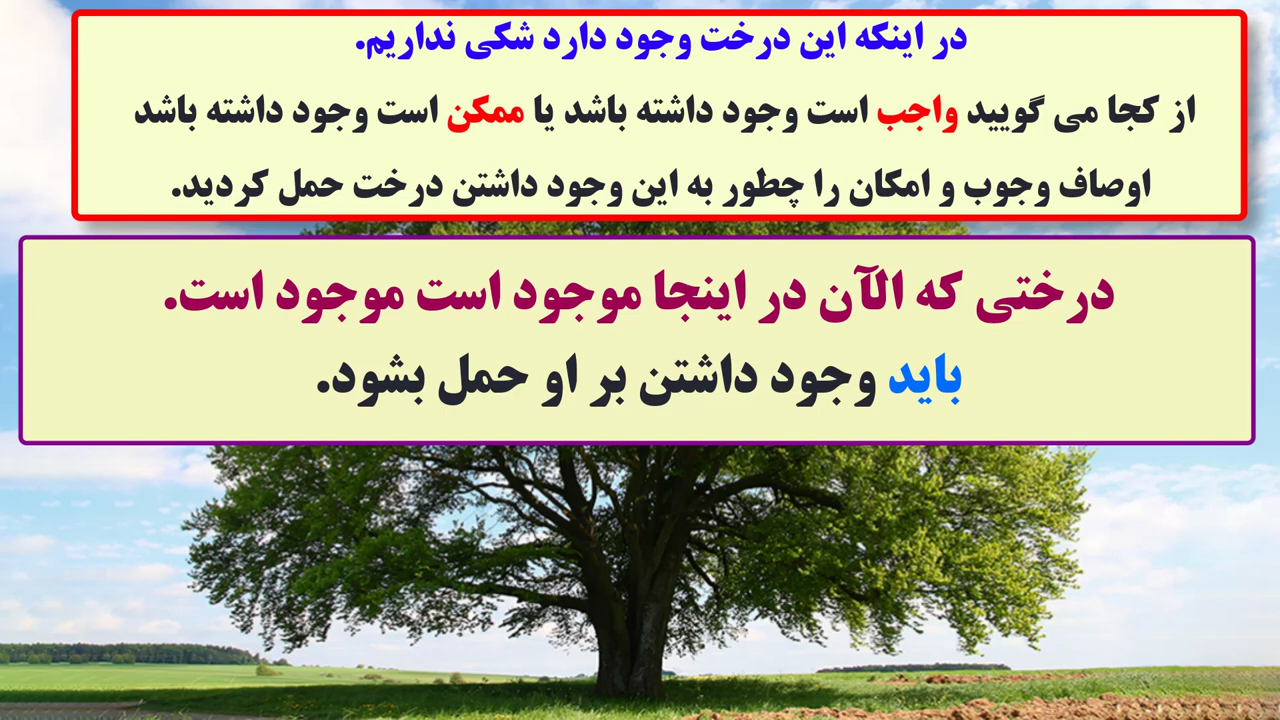 در اینکه این درخت وجود دارد شکی نداریم.
از کجا می گویید واجب است وجود داشته باشد یا ممکن است وجود داشته باشد
اوصاف وجوب و امکان را چطور به این وجود داشتن درخت حمل کردید.
درختی که الآن در اینجا موجود است موجود است.
باید وجود داشتن بر او حمل بشود.